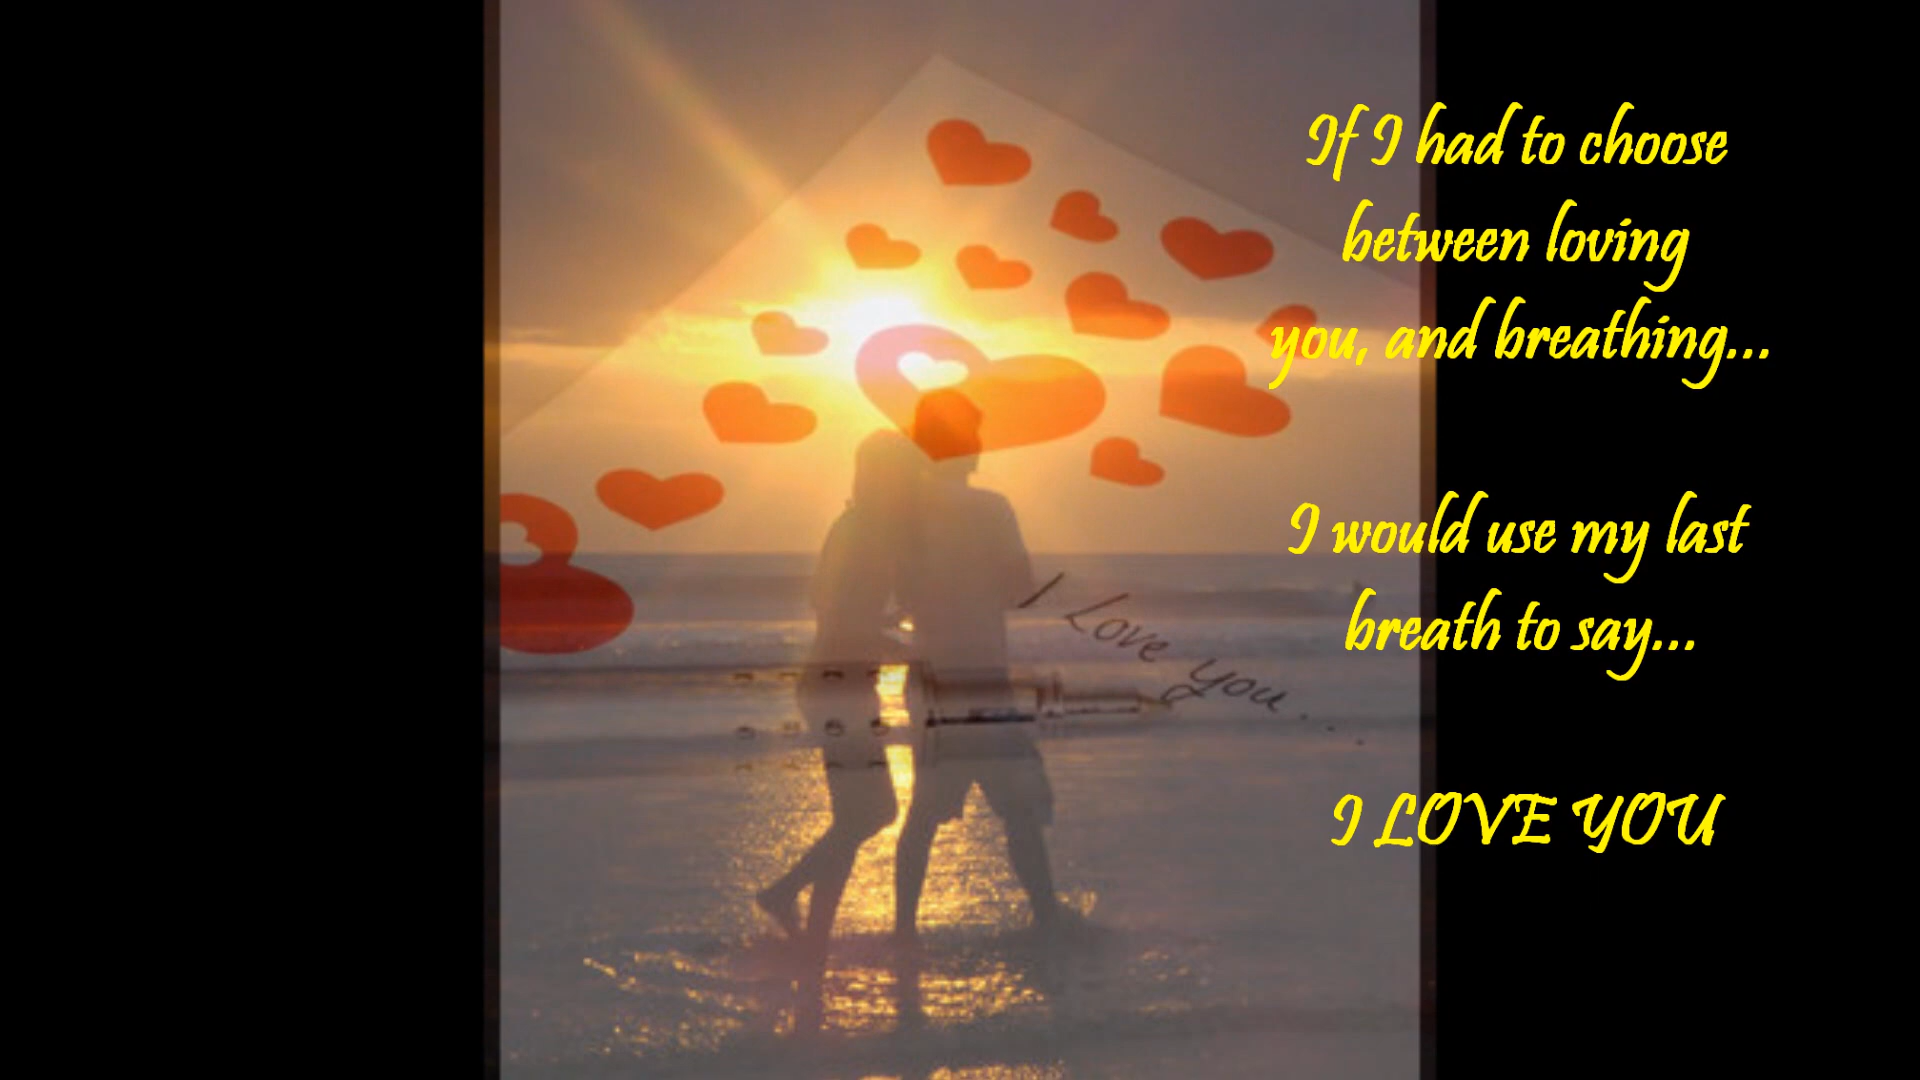 If I had to choose
between loving
you, and breathing...
I would use my last
breath to say...
I LOVE YOU
I Love you ...